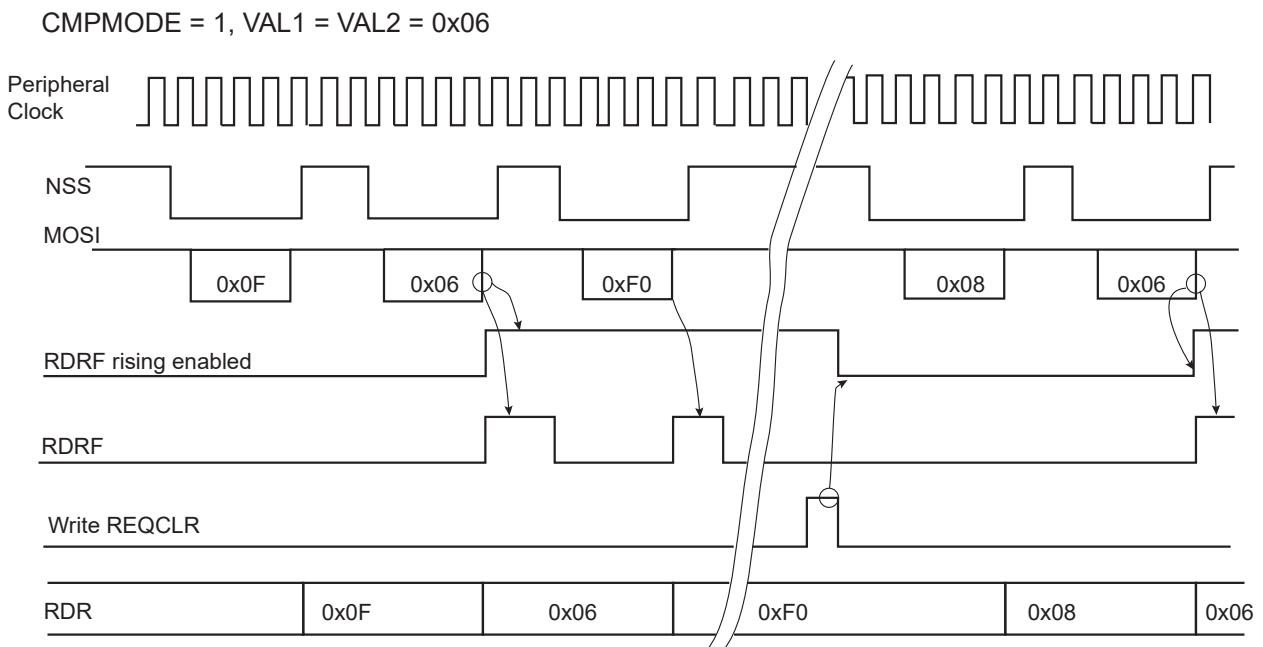 CMPMODE = 1, VAL1 = VAL2 = 0x06
Peripheral
Clock
NSS
MOSI
0x0F
0x06
0xF0
0x08
0x06
RDRF rising enabled
RDRF
Write REQCLR
RDR
0x0F
0x06
0xF0
0x08
0x06